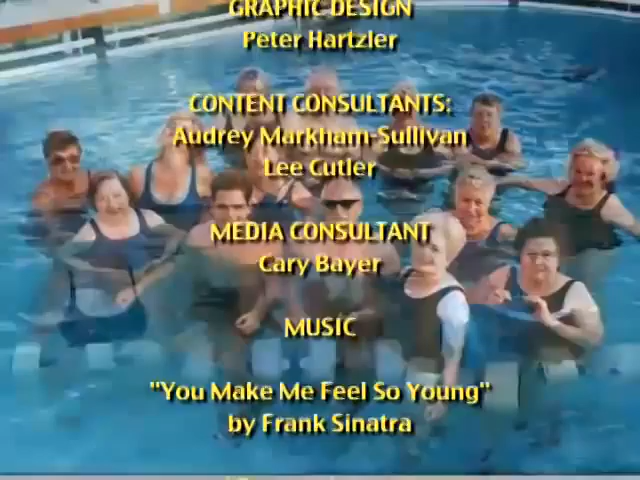 GRAPHIC DESIGN
Peter Hartzler
CONTENT CONSULTANTS:
Audrey Markham-Sullivan
Lee Cutler
MEDIA CONSULTANT
Cary Bayer
MUSIC
"You Make Me Feel So Young"
by Frank Sinatra